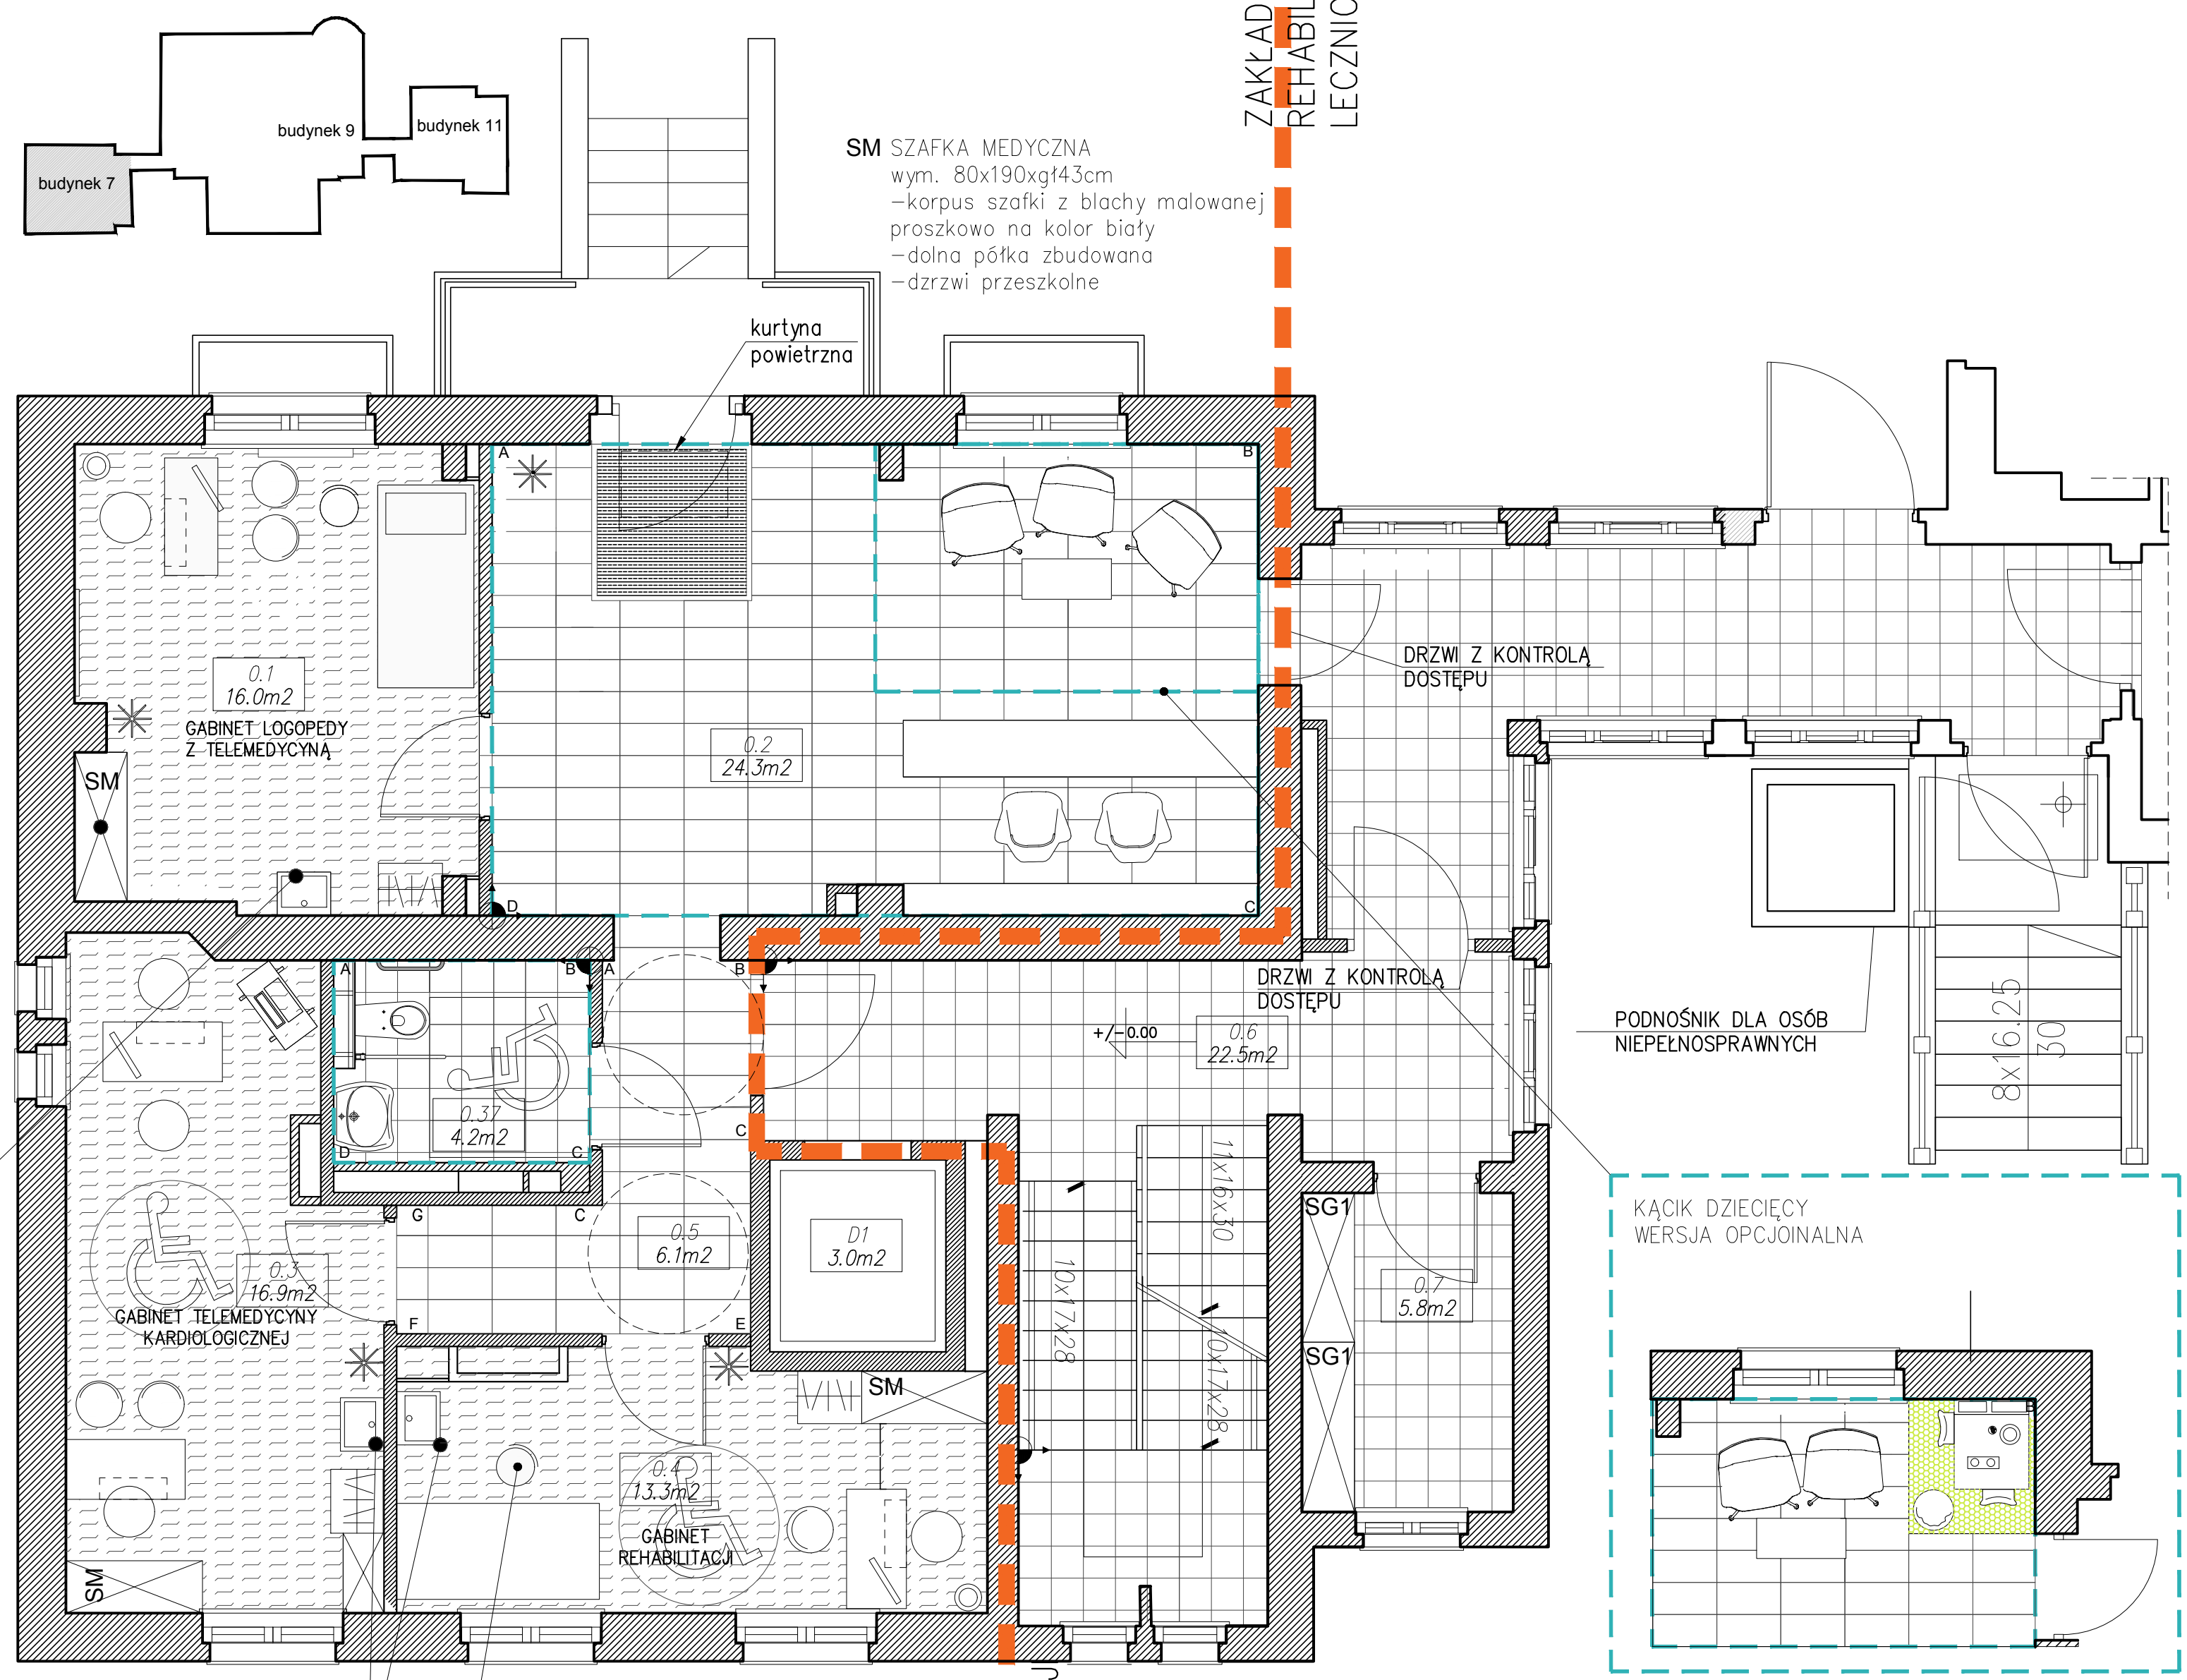 ZAKŁAD
REHABIL
LECZNIC
budynek 9
budynek 11
budynek 7
SM SZAFKA MEDYCZNA
wym. 80x190xgł43cm
-korpus szafki z blachy malowanej
proszkowo na kolor biały
-dolna półka zbudowana
-dzrzwi przeszkolne
kurtyna
powietrzna
A
B
0.1
16.0m2
GABINET LOGOPEDY
Z TELEMEDYCYNĄ
SM
0.2
24.3m2
D
C
DRZWI Z KONTROLĄ
DOSTĘPU
DRZWI Z KONTROLĄ
DOSTĘPU
A
B
A
B
0.37
4.2m2
D
C
C
+/-0.00
0.6
22.5m2
PODNOŚNIK DLA OSÓB
NIEPEŁNOSPRAWNYCH
8x16.25
30
G
C
0.5
6.1m2
D1
3.0m2
11x16x30
10x17x28
10x17x28
SG1
SG1
0.7
5.8m2
0.3
16.9m2
GABINET TELEMEDYCYNY
KARDIOLOGICZNEJ
F
E
SM
0.4
13.3m2
GABINET
REHABILITACJI
SM
KĄCIK DZIECIĘCY
WERSJA OPCJOINALNA